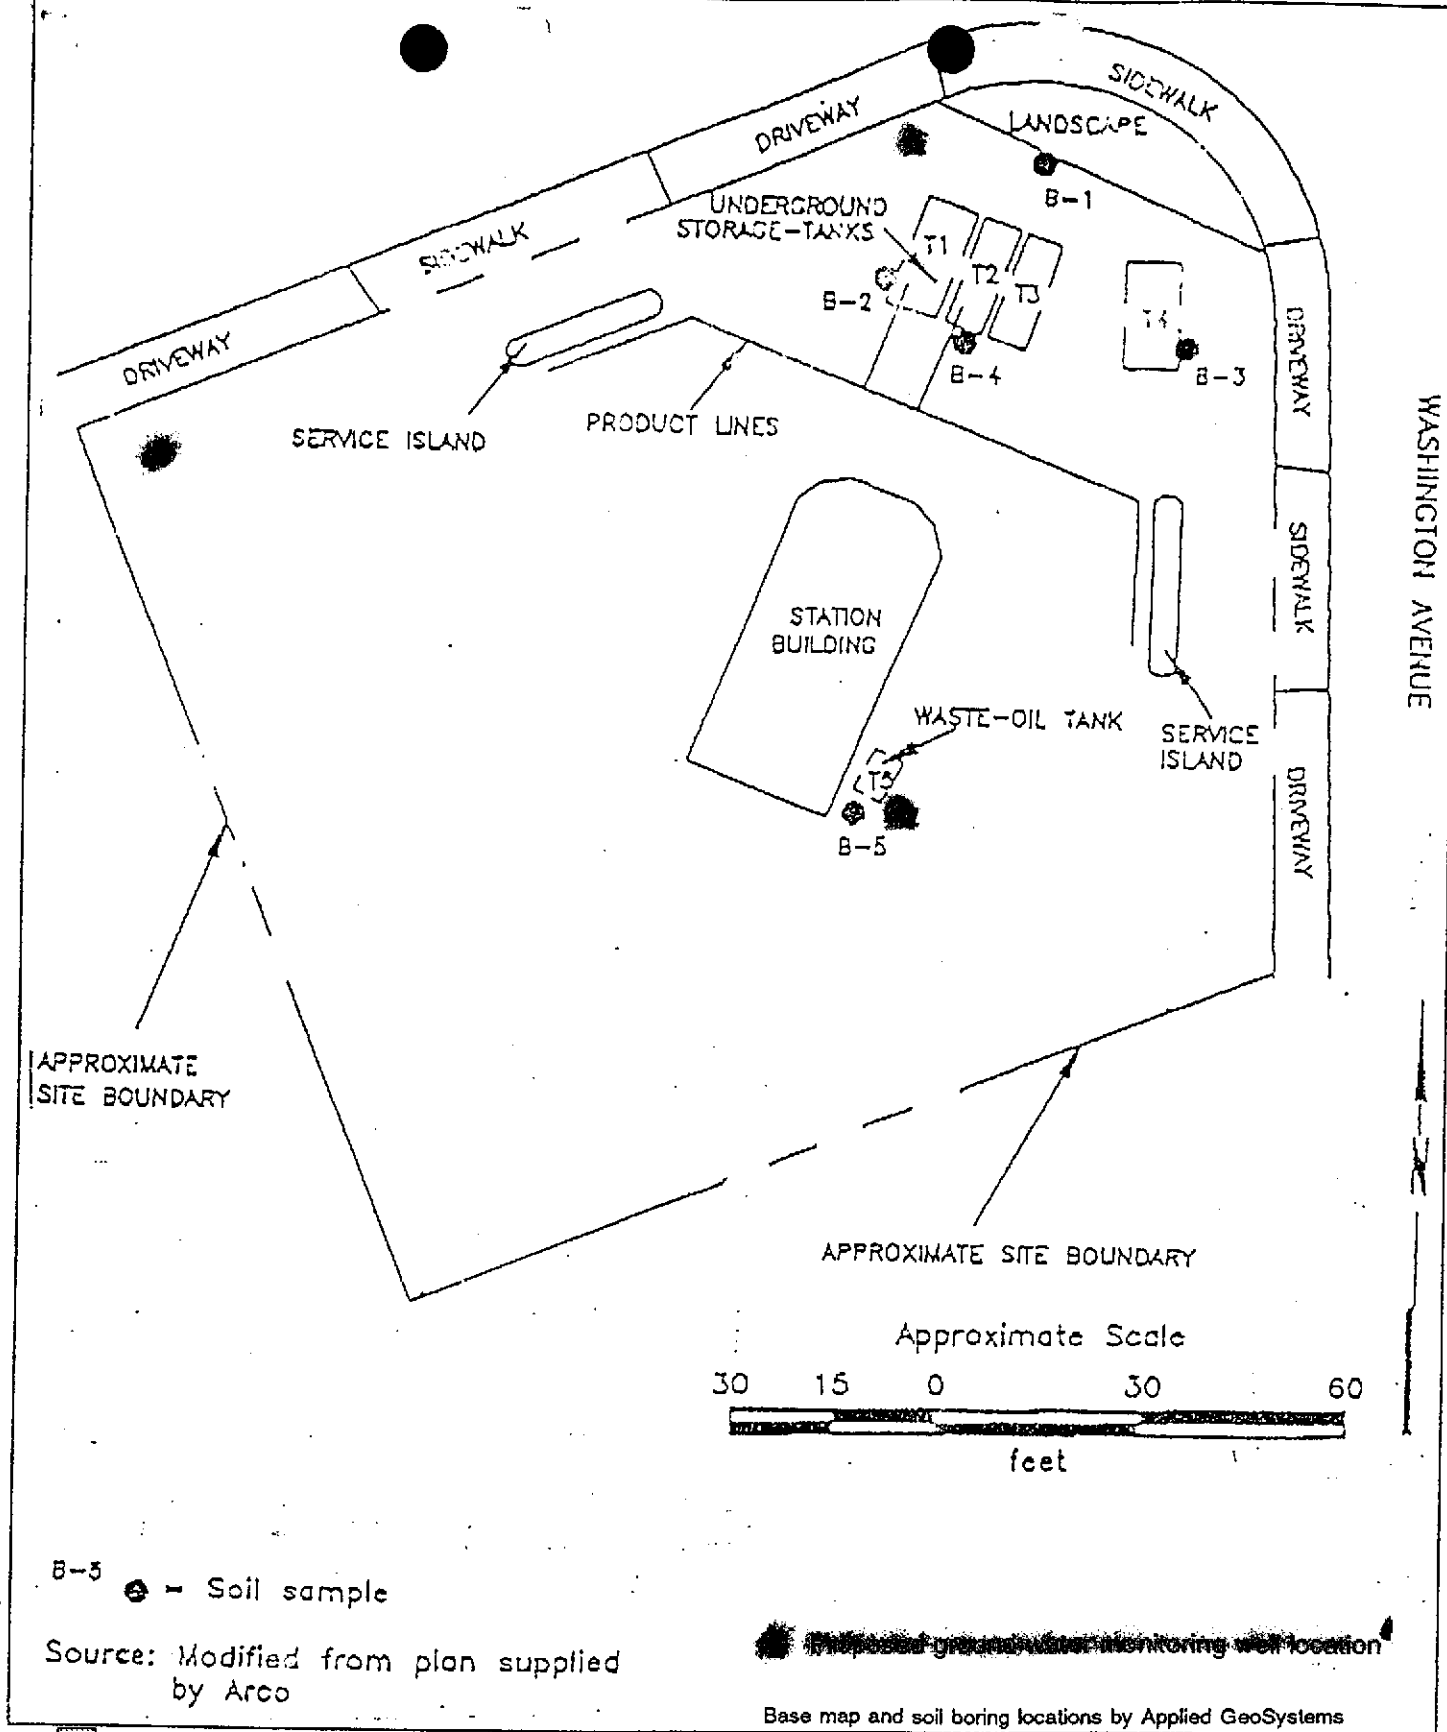 SIDEWALK
DRIVEWAY
LANDSCAPE
B-1
UNDERGROUND
STORAGE-TANKS
SIDEWALK
T1
T2
T3
T4
B-2
B-4
B-3
DRIVEWAY
DRIVEWAY
SERVICE ISLAND
PRODUCT LINES
WASHINGTON AVENUE
SIDEWALK
STATION
BUILDING
WASTE-OIL TANK
SERVICE
ISLAND
T5
B-5
DRIVEWAY
APPROXIMATE
SITE BOUNDARY
APPROXIMATE SITE BOUNDARY
Approximate Scale
30 15 0 30 60
feet
B-5
= Soil sample
Source: Modified from plan supplied
by Arco
Proposed ground-water monitoring well location
Base map and soil boring locations by Applied GeoSystems